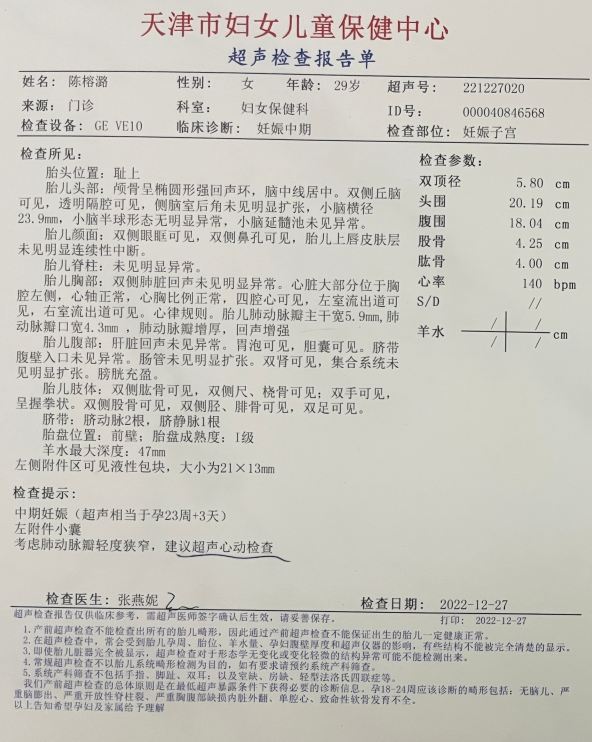 天津市妇女儿童保健中心
超声检查报告单
姓名: 陈榕潞 性别: 女 年龄: 29岁 超声号: 221227020
来源: 门诊 科室: 妇女保健科 ID号: 000040846568
检查设备: GE VE10 临床诊断: 妊娠中期 检查部位: 妊娠子宫
检查所见:
胎头位置: 耻上
胎儿头部: 颅骨呈椭圆形强回声环, 脑中线居中。双侧丘脑
可见, 透明隔腔可见, 侧脑室后角未见明显扩张, 小脑横径
23.9mm, 小脑半球形态无明显异常, 小脑延髓池未见异常。
胎儿颜面: 双侧眼眶可见, 双侧鼻孔可见, 胎儿上唇皮肤层
未见明显连续性中断。
胎儿脊柱: 未见明显异常。
胎儿胸部: 双侧肺脏回声未见明显异常。心脏大部分位于胸
腔左侧, 心轴正常, 心胸比例正常, 四腔心可见, 左室流出道可
见, 右室流出道可见。心律规则。胎儿肺动脉瓣主干宽5.9mm,肺
动脉瓣口宽4.3mm , 肺动脉瓣增厚, 回声增强
胎儿腹部: 肝脏回声未见异常。胃泡可见, 胆囊可见。脐带
腹壁入口未见异常。肠管未见明显扩张。双肾可见, 集合系统未
见明显扩张。膀胱充盈。
胎儿肢体: 双侧肱骨可见, 双侧尺、桡骨可见; 双手可见,
呈握拳状。双侧股骨可见, 双侧胫、腓骨可见, 双足可见。
脐带: 脐动脉2根, 脐静脉1根
胎盘位置: 前壁; 胎盘成熟度: I级
羊水最大深度: 47mm
左侧附件区可见液性包块, 大小为21×13mm
检查参数:
双顶径 5.80 cm
头围 20.19 cm
腹围 18.04 cm
股骨 4.25 cm
肱骨 4.00 cm
心率 140 bpm
S/D //
羊水 / / / / cm
检查提示:
中期妊娠（超声相当于孕23周+3天）
左附件小囊
考虑肺动脉瓣轻度狭窄, 建议超声心动检查
检查医生: 张燕妮 检查日期: 2022-12-27
超声检查报告仅供临床参考, 需超声医师签字确认后生效, 请妥善保存。 打印: 2022-12-27
1.产前超声检查不能检查出所有的胎儿畸形, 因此通过产前超声检查不能保证出生的胎儿一定健康正常。
2.在超声检查中, 常会受到胎儿孕周、胎位、羊水量、孕妇腹壁厚度和超声仪器的影响, 有些结构不能被完全清楚的显示。
3.即使胎儿脏器完全被显示, 超声检查对于形态学无变化或变化轻微的结构异常可能不能检测出来。
4.常规超声检查不以胎儿系统畸形检测为目的, 如有要求请预约系统产科筛查。
5.系统产科筛查不包括手指、脚趾、双耳; 以及室缺、房缺、轻型法洛氏四联症等。
我们产前超声检查的总体原则是在最低超声暴露条件下获得必要的诊断信息。孕18-24周应该诊断的畸形包括: 无脑儿、严
重脑膨出、严重开放性脊柱裂、严重胸腹部缺损内脏外翻、单腔心、致命性软骨发育不全。
以上告知希望孕妇及家属给予理解